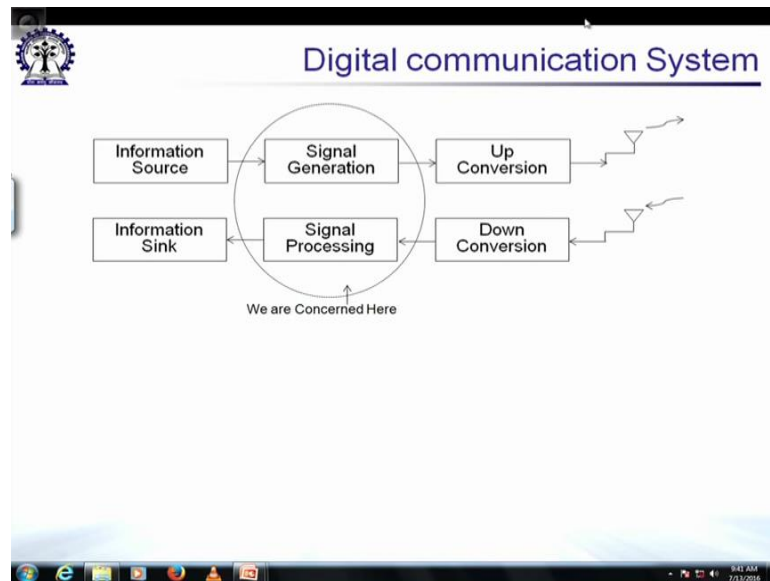 Digital communication System
Information
Source
Signal
Generation
Up
Conversion
Information
Sink
Signal
Processing
Down
Conversion
We are Concerned Here
9:41 AM
7/13/2016